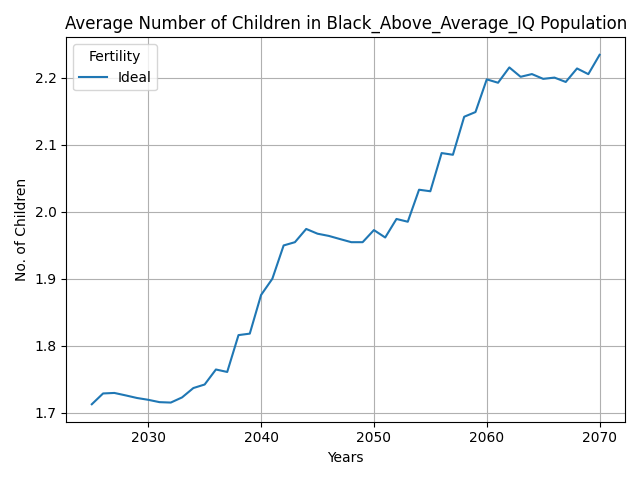 Average Number of Children in Black_Above_Average_IQ Population
Fertility
Ideal
No. of Children
2.2
2.1
2.0
1.9
1.8
1.7
2030 2040 2050 2060 2070
Years